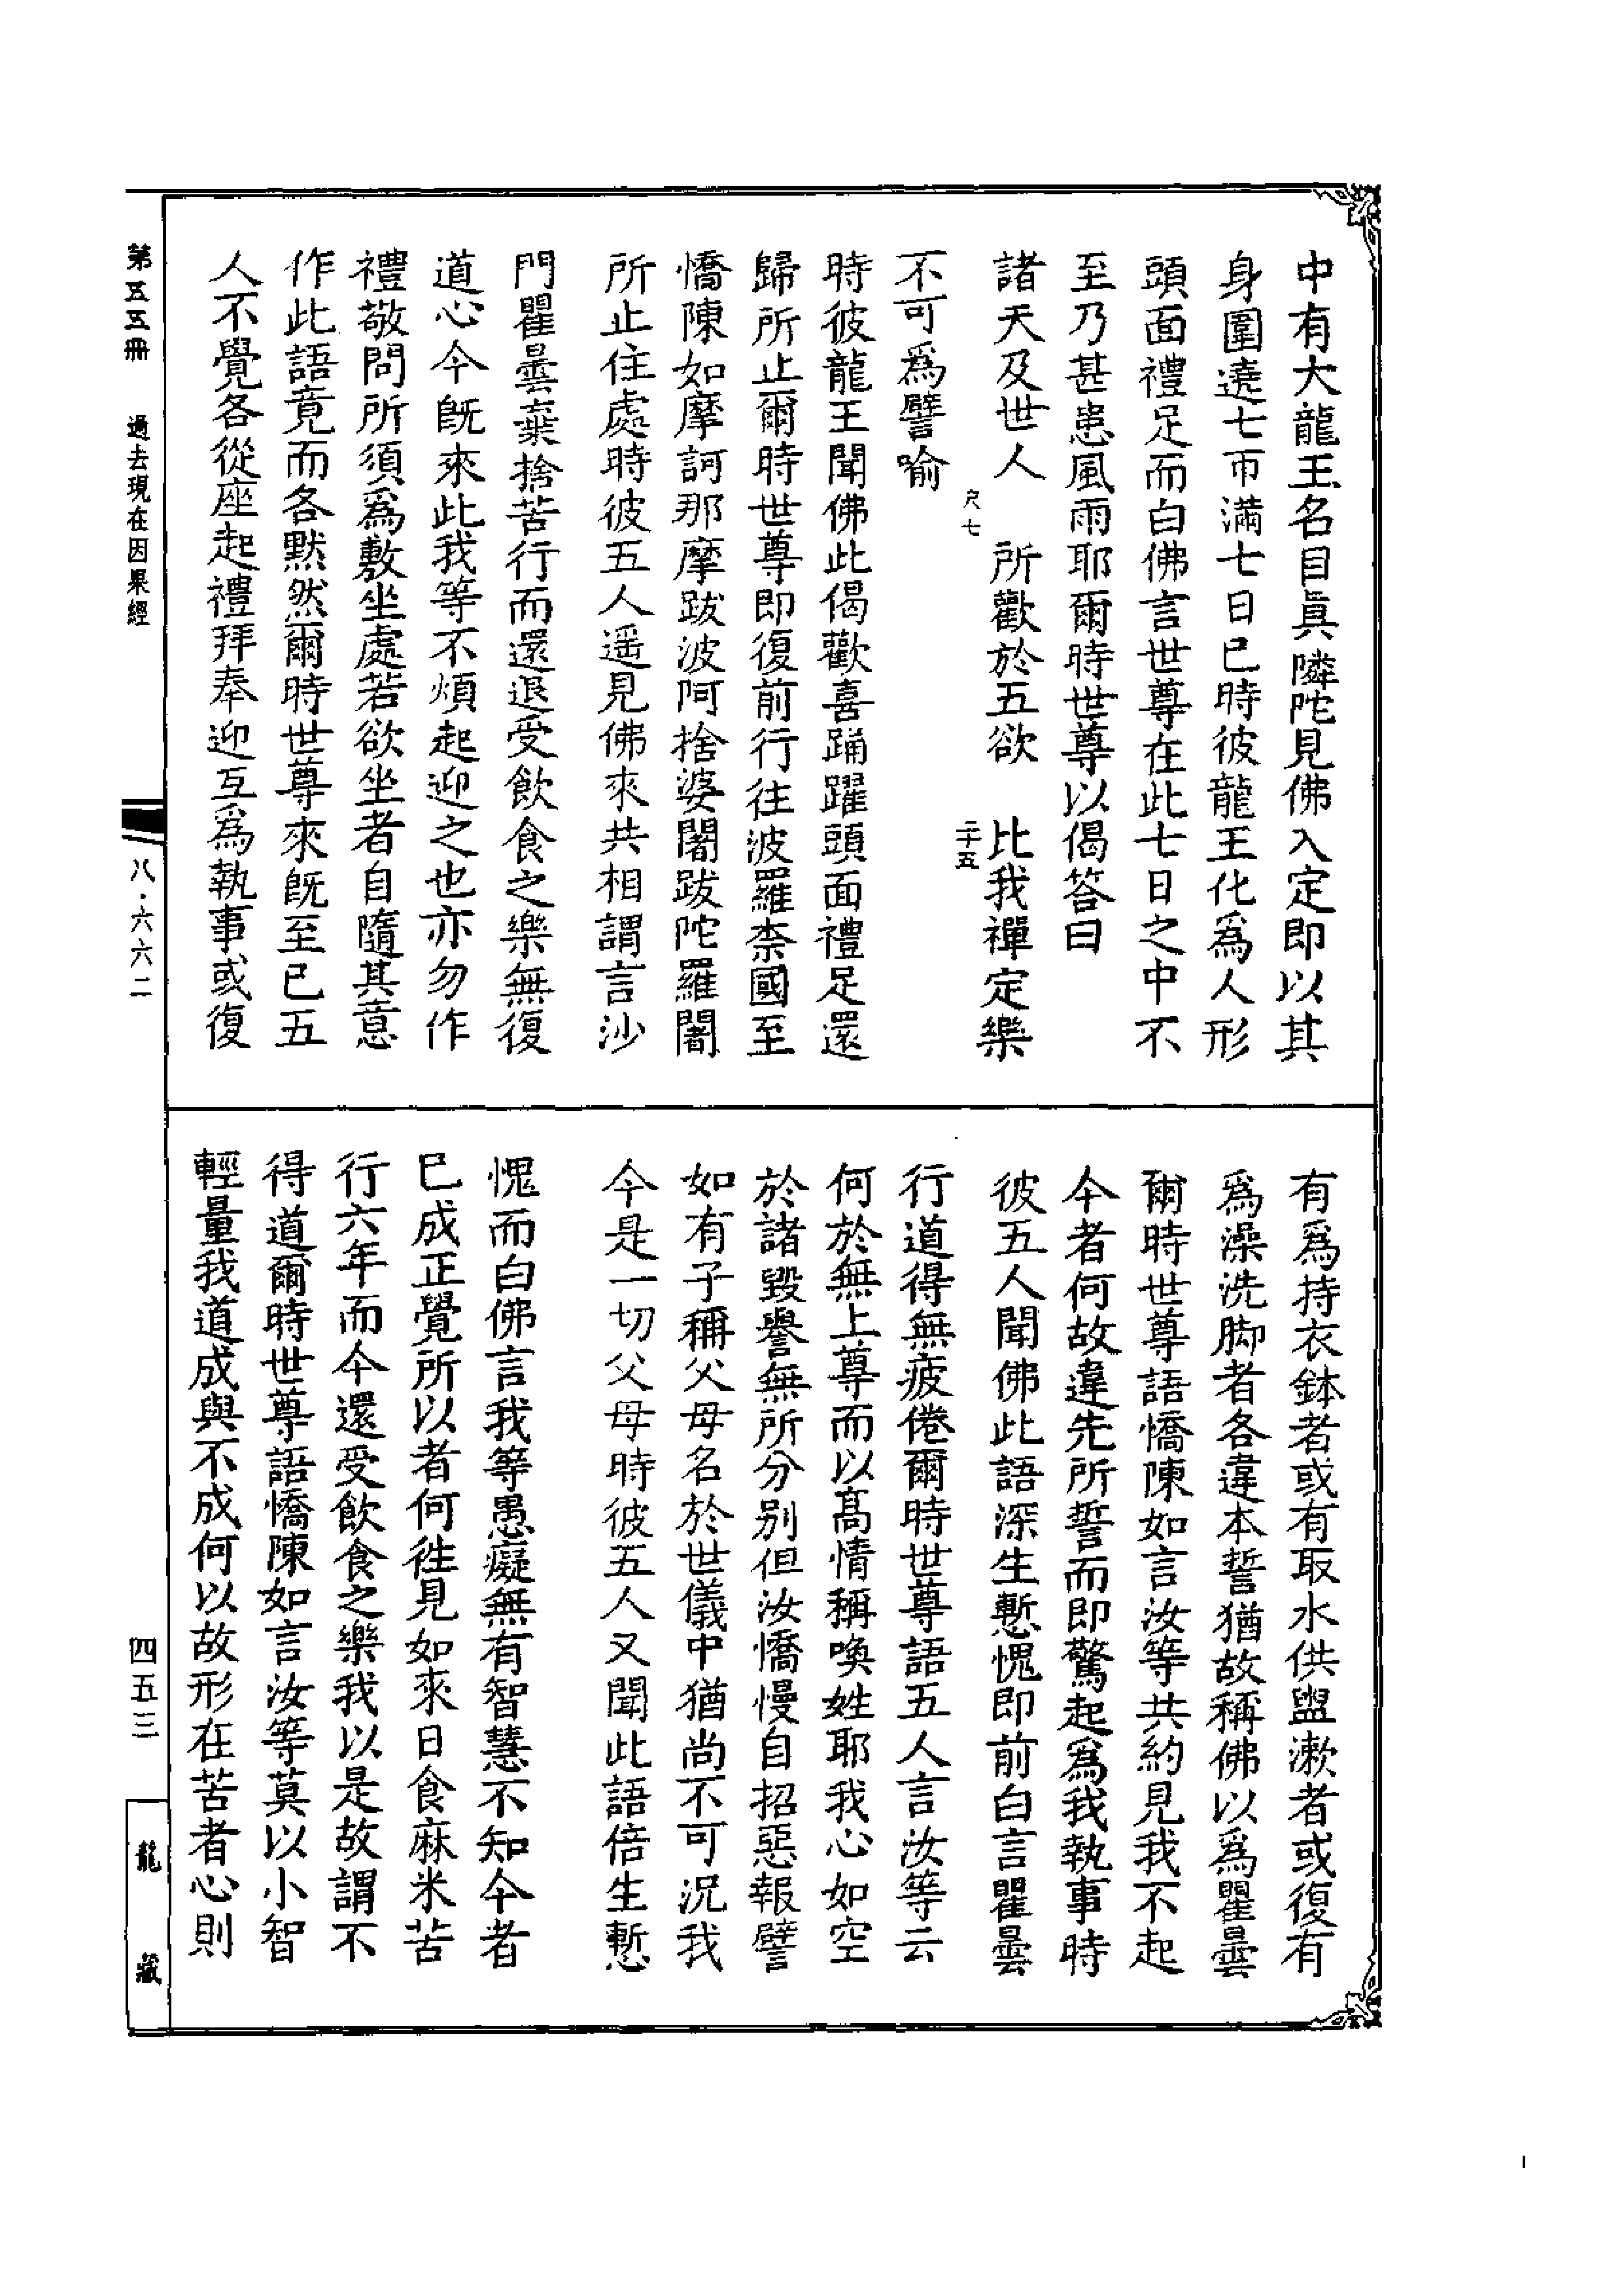 中有大龍王名目眞隣陀見佛入定即以其
身圍遶七帀滿七日已時彼龍王化爲人形
頭面禮足而白佛言世尊在此七日之中不
至乃甚患風雨耶爾時世尊以偈答曰
諸天及世人　所歡於五欲　比我禪定樂
尺七　二十五
不可爲譬喻
時彼龍王聞佛此偈歡喜踊躍頭面禮足還
歸所止爾時世尊即復前行往波羅柰國至
憍陳如摩訶那摩跋波阿捨婆闍跋陀羅闍
所止住處時彼五人遥見佛來共相謂言沙
門瞿曇棄捨苦行而還退受飲食之樂無復
道心今旣來此我等不煩起迎之也亦勿作
禮敬問所須爲敷坐處若欲坐者自隨其意
作此語竟而各默然爾時世尊來旣至已五
人不覺各從座起禮拜奉迎互爲執事或復
有爲持衣鉢者或有取水供盥漱者或復有
爲澡洗脚者各違本誓猶故稱佛以爲瞿曇
爾時世尊語憍陳如言汝等共約見我不起
今者何故違先所誓而即驚起爲我執事時
彼五人聞佛此語深生慙愧即前白言瞿曇
行道得無疲倦爾時世尊語五人言汝等云
何於無上尊而以高情稱喚姓耶我心如空
於諸毀譽無所分別但汝憍慢自招惡報譬
如有子稱父母名於世儀中猶尚不可況我
今是一切父母時彼五人又聞此語倍生慙
愧而白佛言我等愚癡無有智慧不知今者
已成正覺所以者何徃見如來日食麻米苦
行六年而今還受飲食之樂我以是故謂不
得道爾時世尊語憍陳如言汝等莫以小智
輕量我道成與不成何以故形在苦者心則
第五五冊　過去現在因果經
八·六六二
四五三
龍藏